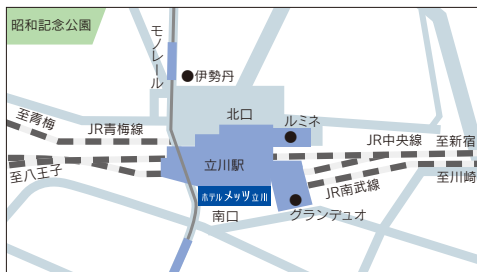 昭和記念公園
モノレール
伊勢丹
北口
ルミネ
至青梅
JR青梅線
JR中央線
至新宿
至八王子
立川駅
至川崎
JR南武線
ホテルメッツ立川
グランデュオ
南口